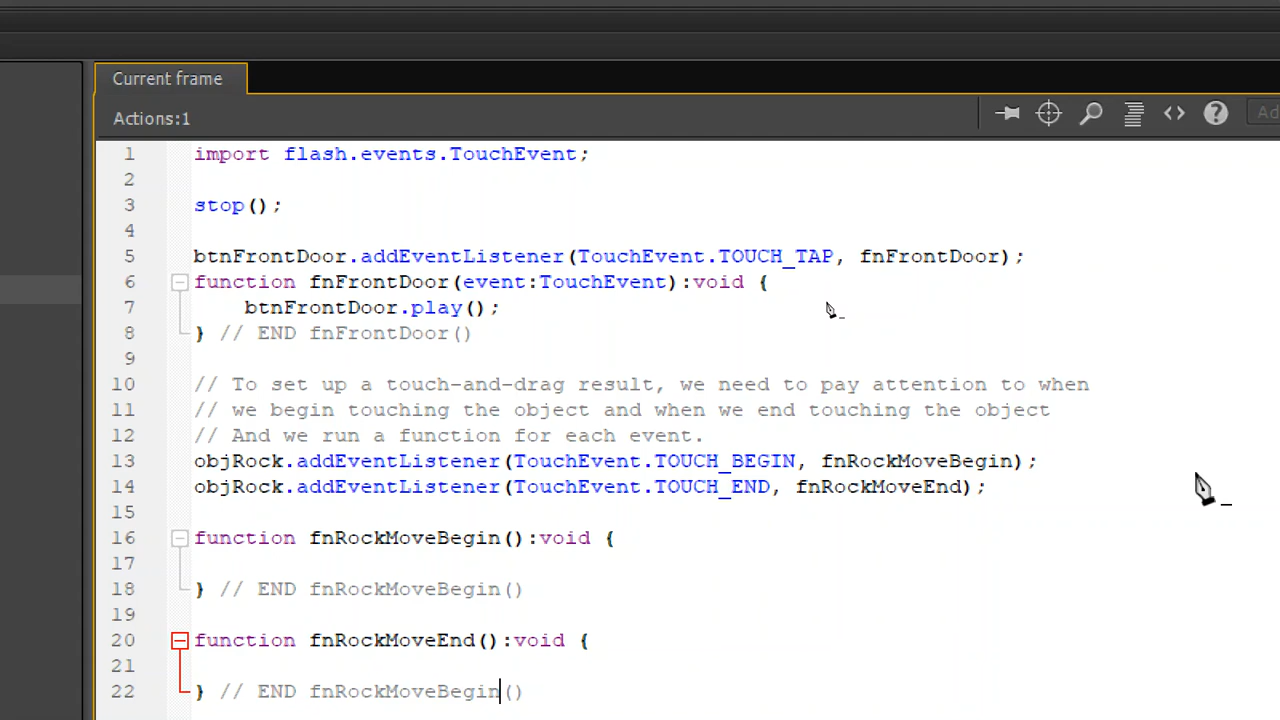 Current frame
Actions:1
Ad
1 import flash.events.TouchEvent;
2
3 stop();
4
5 btnFrontDoor.addEventListener(TouchEvent.TOUCH_TAP, fnFrontDoor);
6 function fnFrontDoor(event:TouchEvent):void {
7 btnFrontDoor.play();
8 } // END fnFrontDoor()
9
10 // To set up a touch-and-drag result, we need to pay attention to when
11 // we begin touching the object and when we end touching the object
12 // And we run a function for each event.
13 objRock.addEventListener(TouchEvent.TOUCH_BEGIN, fnRockMoveBegin);
14 objRock.addEventListener(TouchEvent.TOUCH_END, fnRockMoveEnd);
15
16 function fnRockMoveBegin():void {
17
18 } // END fnRockMoveBegin()
19
20 function fnRockMoveEnd():void {
21
22 } // END fnRockMoveBegin()